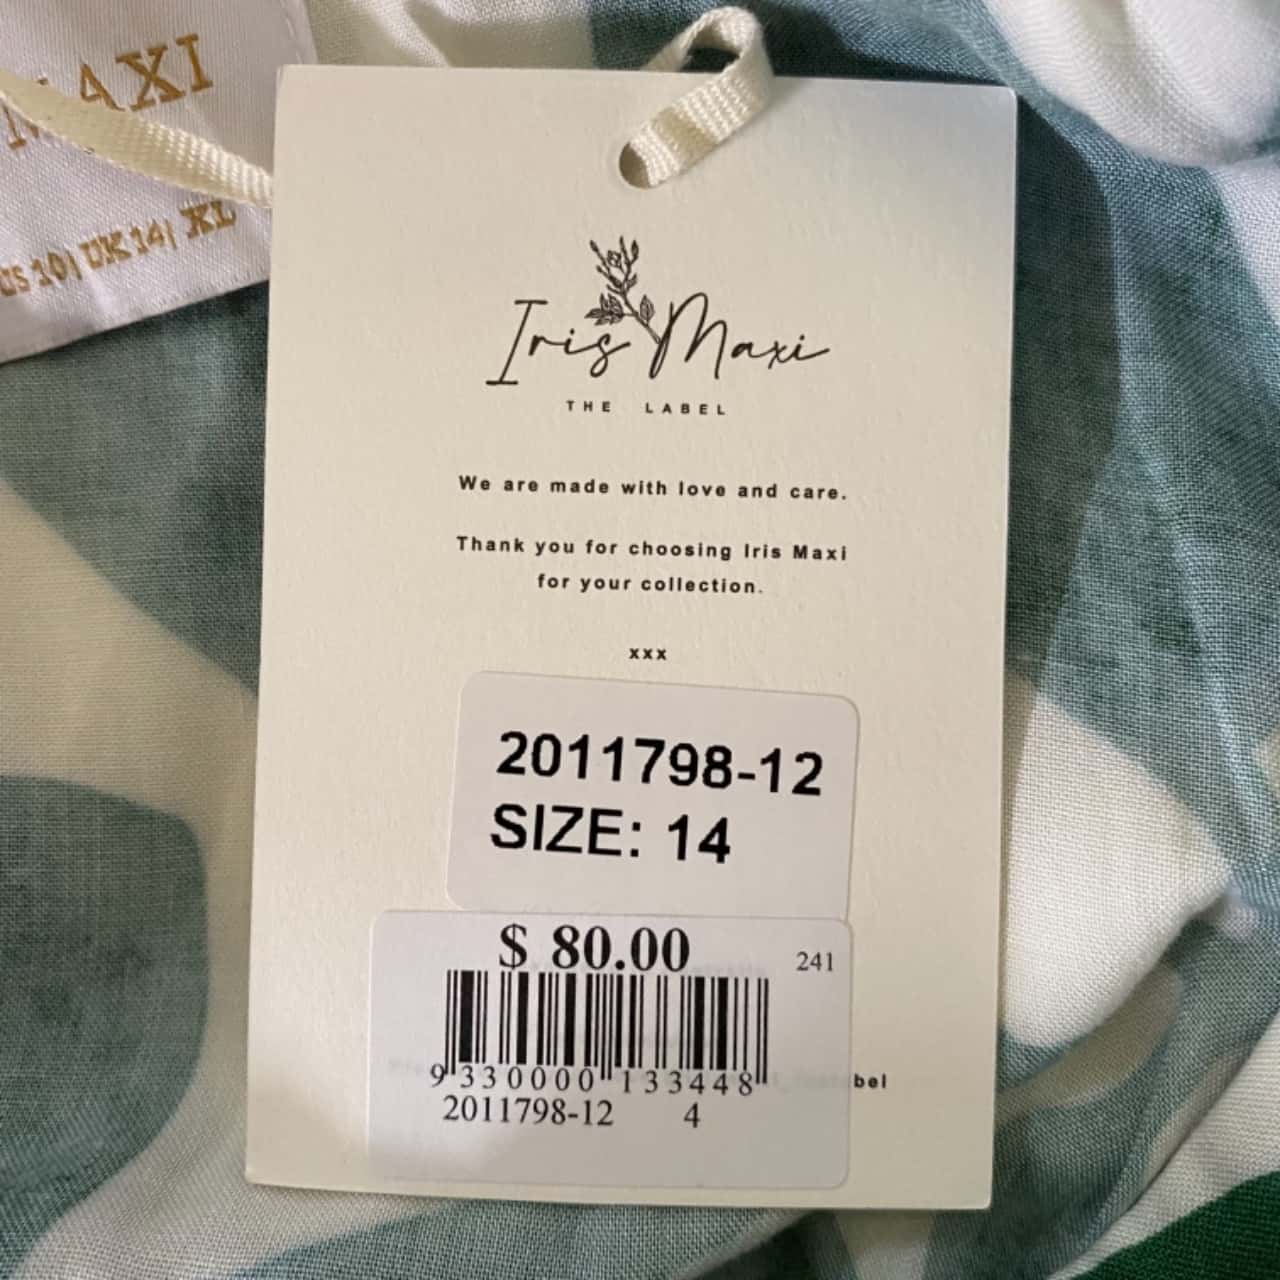 MAXI
US 10| UK 14| XL
Iris Maxi
THE LABEL
We are made with love and care.
Thank you for choosing Iris Maxi
for your collection.
xxx
2011798-12
SIZE: 14
$ 80.00
241
9 330000 133448
2011798-12 4